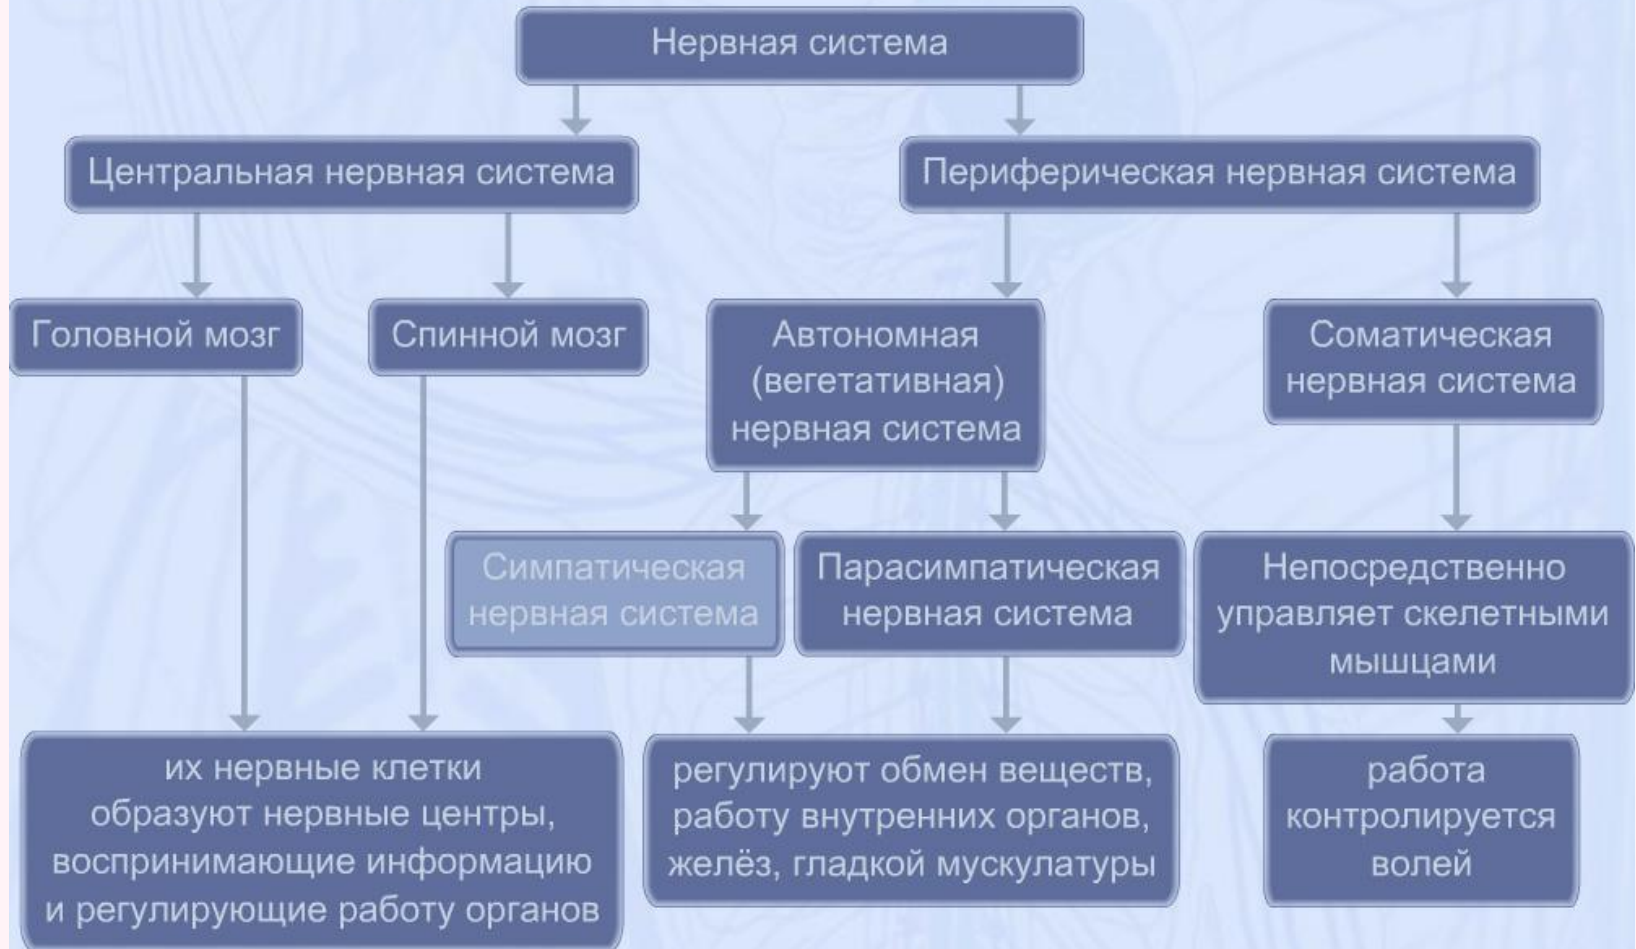 Нервная система
Центральная нервная система
Периферическая нервная система
Головной мозг
Спинной мозг
Автономная
(вегетативная)
нервная система
Соматическая
нервная система
Симпатическая
нервная система
Парасимпатическая
нервная система
Непосредственно
управляет скелетными
мышцами
их нервные клетки
образуют нервные центры,
воспринимающие информацию
и регулирующие работу органов
регулируют обмен веществ,
работу внутренних органов,
желёз, гладкой мускулатуры
работа
контролируется
волей